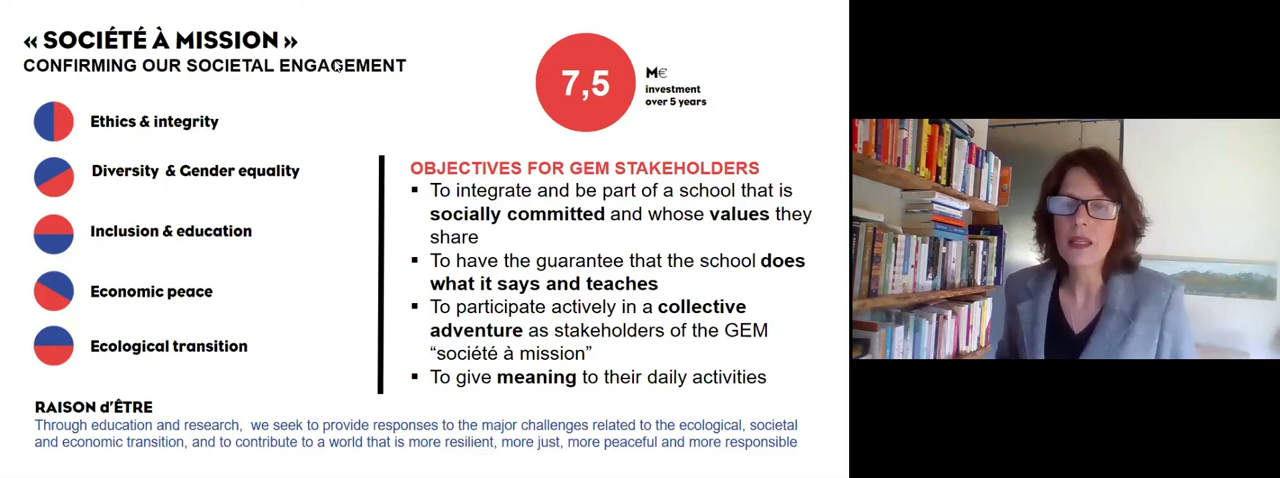 « SOCIÉTÉ À MISSION »
CONFIRMING OUR SOCIETAL ENGAGEMENT
Ethics & integrity
Diversity & Gender equality
Inclusion & education
Economic peace
Ecological transition
7,5
M€
investment
over 5 years
OBJECTIVES FOR GEM STAKEHOLDERS
▪ To integrate and be part of a school that is
socially committed and whose values they
share
▪ To have the guarantee that the school does
what it says and teaches
▪ To participate actively in a collective
adventure as stakeholders of the GEM
“société à mission”
▪ To give meaning to their daily activities
RAISON d'ÊTRE
Through education and research, we seek to provide responses to the major challenges related to the ecological, societal
and economic transition, and to contribute to a world that is more resilient, more just, more peaceful and more responsible